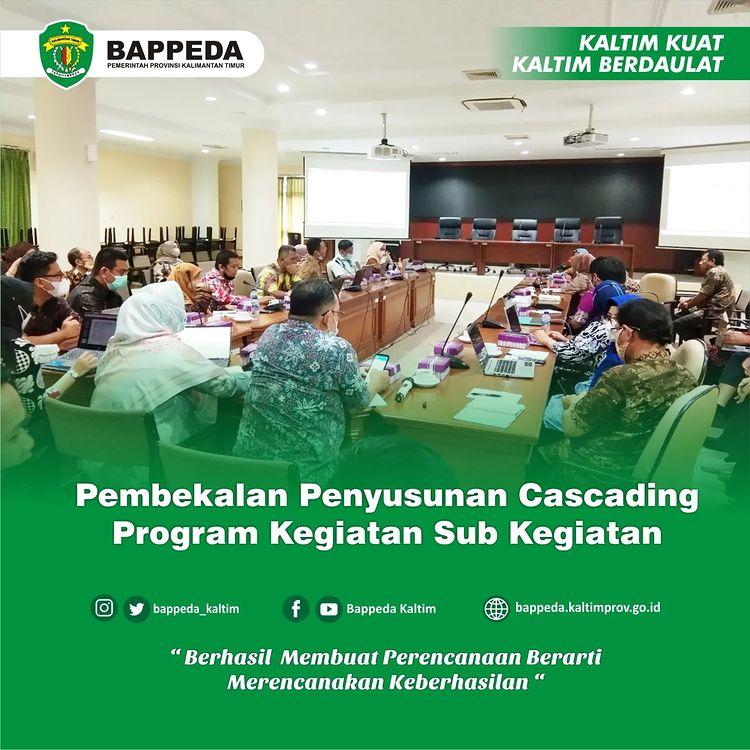 BAPPEDA
PEMERINTAH PROVINSI KALIMANTAN TIMUR
KALTIM KUAT
KALTIM BERDAULAT
Pembekalan Penyusunan Cascading
Program Kegiatan Sub Kegiatan
bappeda_kaltim
Bappeda Kaltim
bappeda.kaltimprov.go.id
“ Berhasil Membuat Perencanaan Berarti
Merencanakan Keberhasilan “